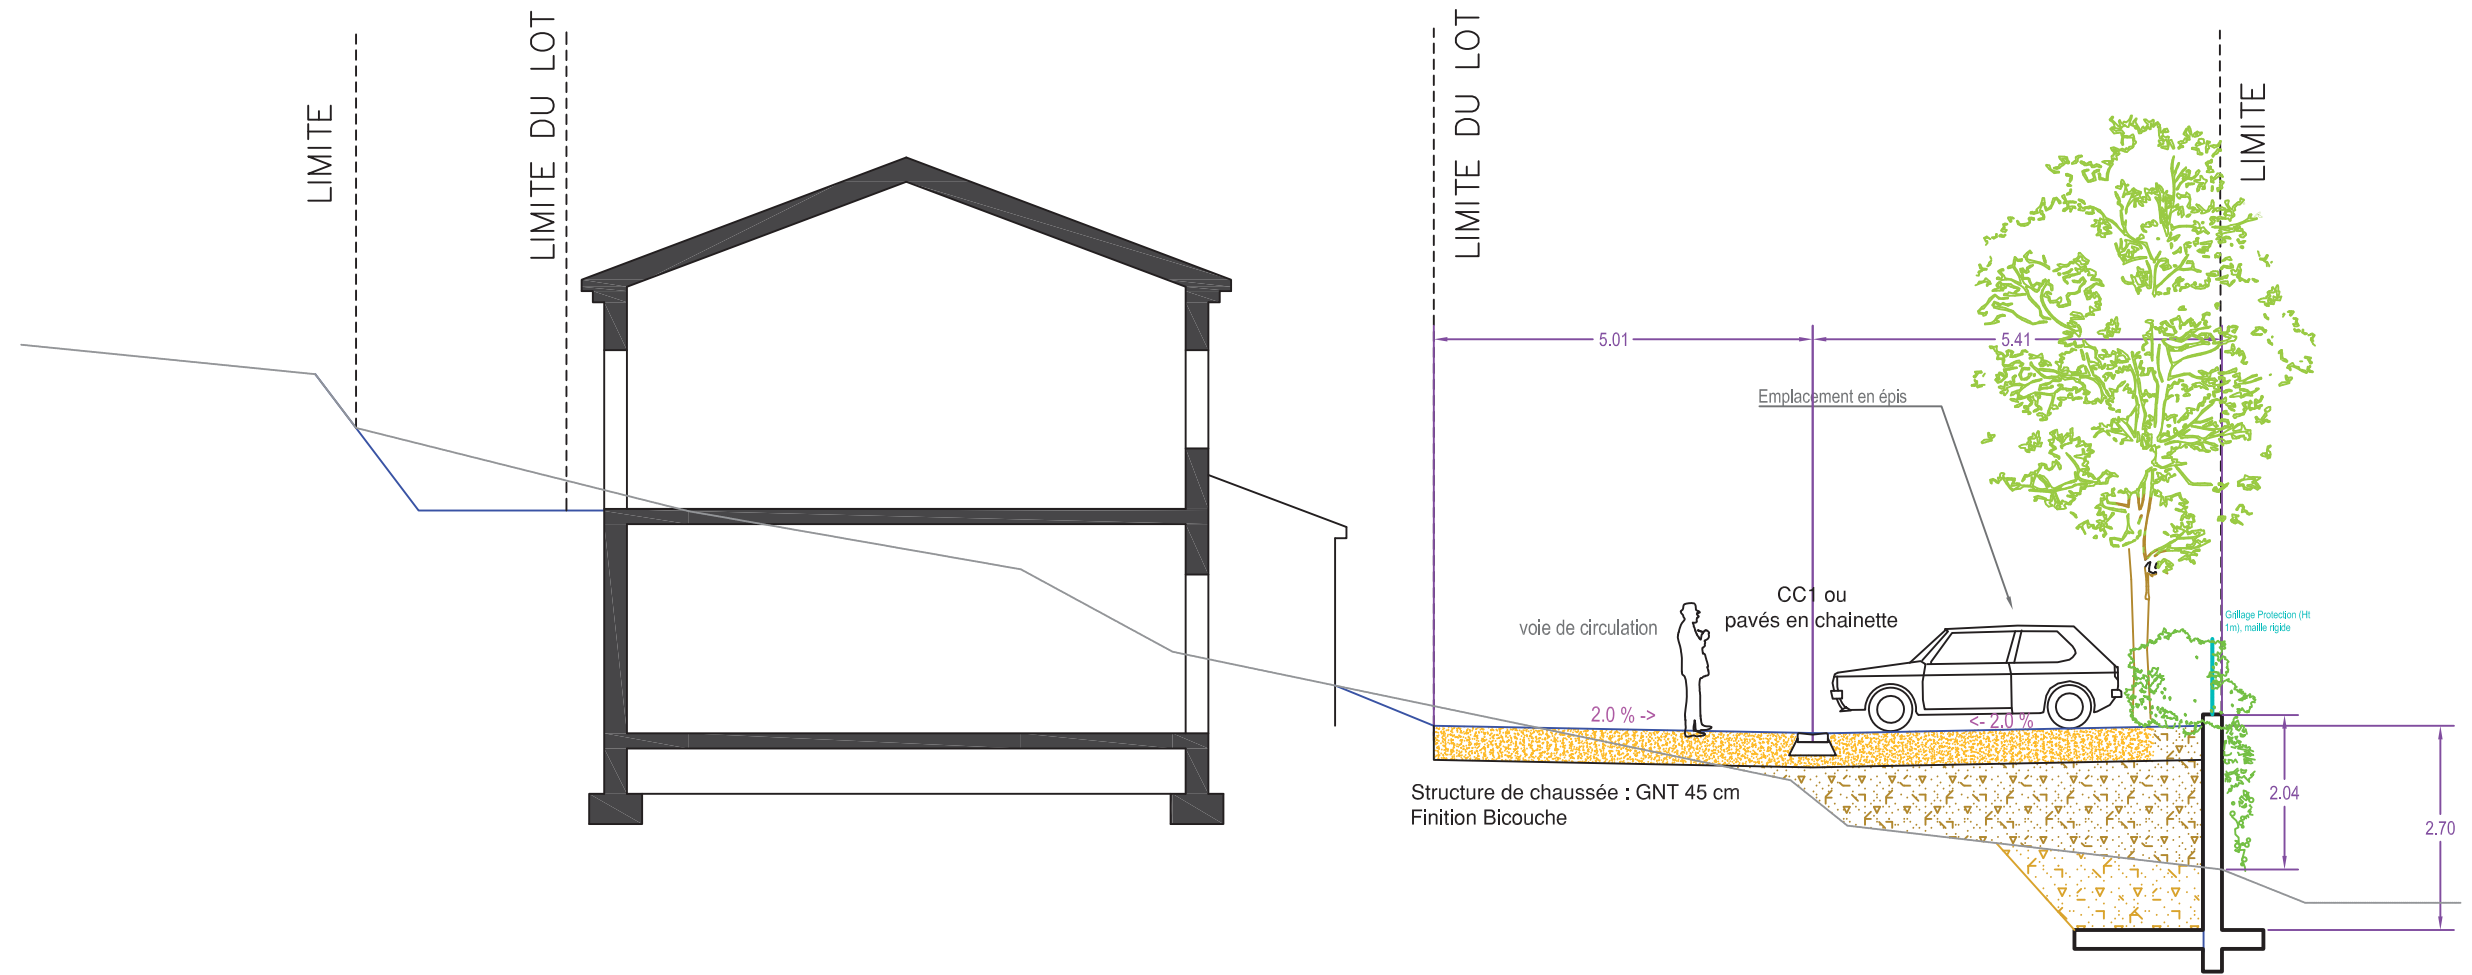 LIMITE
LIMITE DU LOT
LIMITE DU LOT
LIMITE
5.01
5.41
Emplacement en épis
CC1 ou
pavés en chainette
voie de circulation
Grillage Protection (Ht
1m), maille rigide
2.0 % ->
<- 2.0 %
Structure de chaussée : GNT 45 cm
Finition Bicouche
2.04
2.70